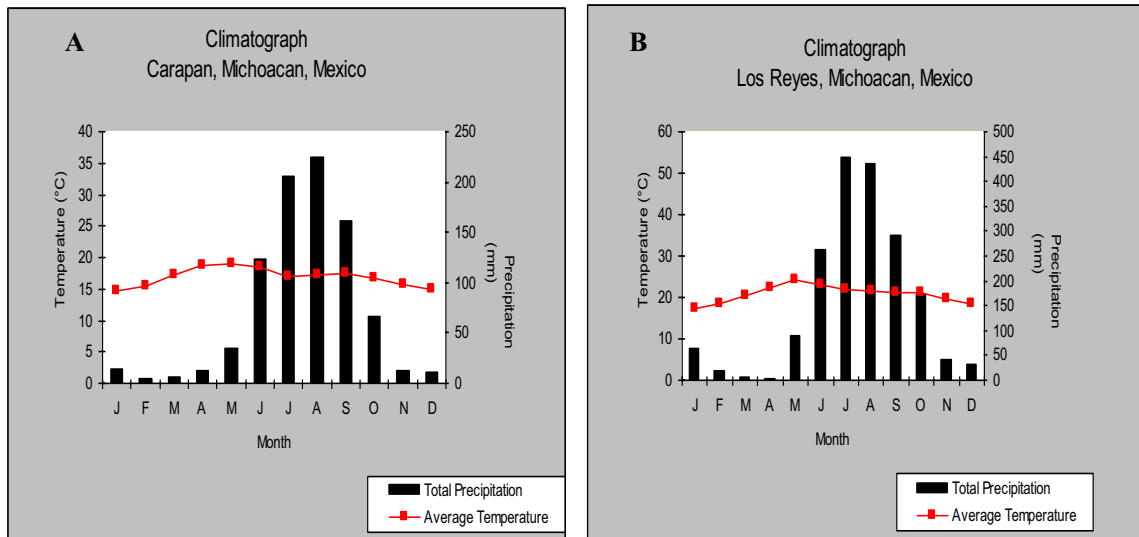 A
Climatograph
Carapan, Michoacan, Mexico
Temperature (°C)
40
35
30
25
20
15
10
5
0
250
200
150
100
50
0
Precipitation
(mm)
J F M A M J J A S O N D
Month
Total Precipitation
Average Temperature
B
Climatograph
Los Reyes, Michoacan, Mexico
Temperature (°C)
60
50
40
30
20
10
0
500
450
400
350
300
250
200
150
100
50
0
Precipitation
(mm)
J F M A M J J A S O N D
Month
Total Precipitation
Average Temperature